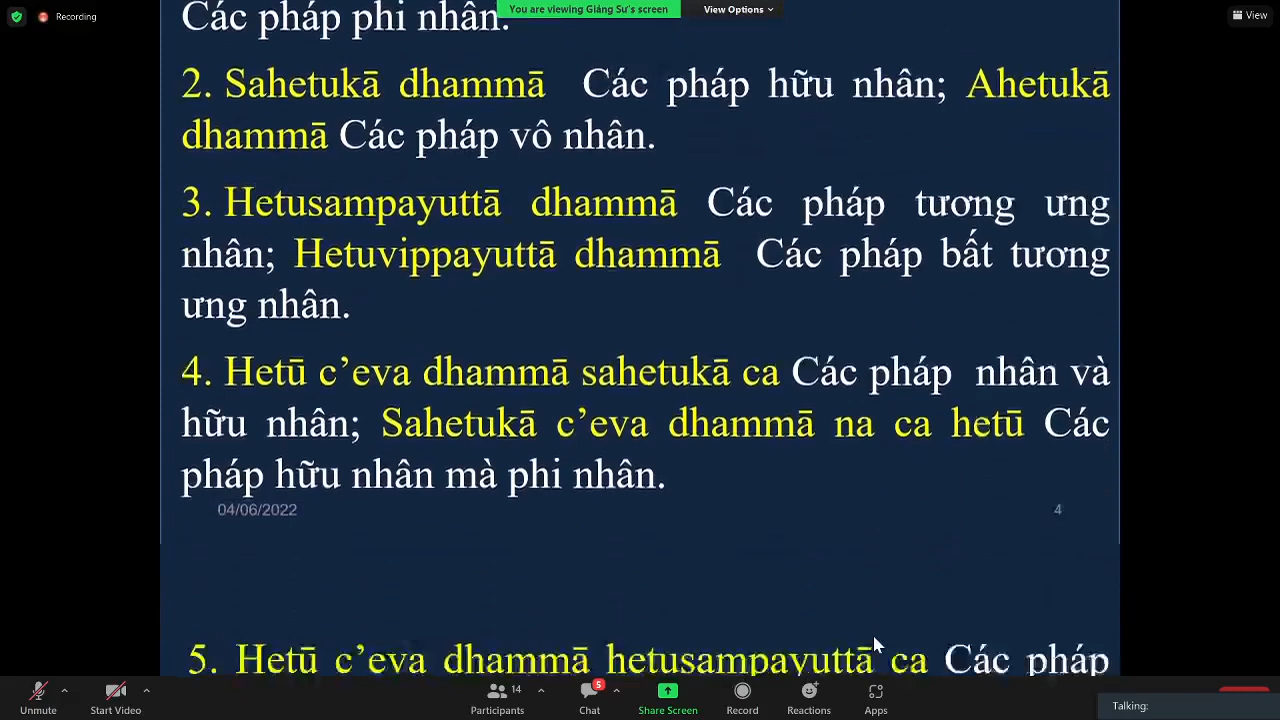 Recording
You are viewing Giảng Sư's screen
View Options
View
Các pháp phi nhân.
2. Sahetukā dhammā Các pháp hữu nhân; Ahetukā
dhammā Các pháp vô nhân.
3. Hetusampayuttā dhammā Các pháp tương ưng
nhân; Hetuvippayuttā dhammā Các pháp bất tương
ưng nhân.
4. Hetū c’eva dhammā sahetukā ca Các pháp nhân và
hữu nhân; Sahetukā c’eva dhammā na ca hetū Các
pháp hữu nhân mà phi nhân.
04/06/2022
4
5. Hetū c’eva dhammā hetusampayuttā ca Các pháp
Unmute
Start Video
14
Participants
5
Chat
Share Screen
Record
Reactions
Apps
Talking: